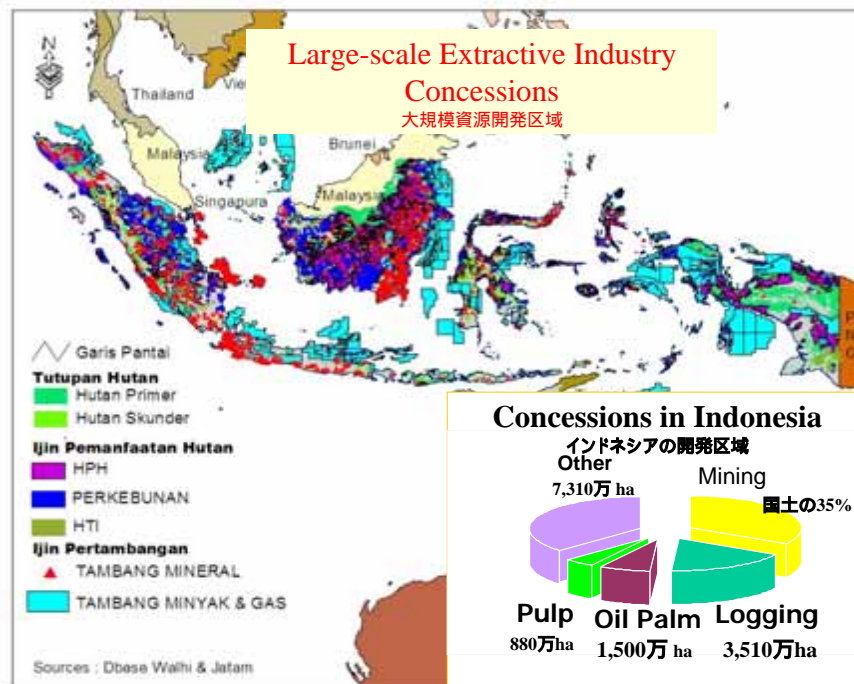 Large-scale Extractive Industry
Concessions
大規模資源開発区域
N
Thailand
Vie
Malaysia
Brunei
Malaysia
Singapura
P
N
G
Garis Pantai
Tutupan Hutan
Hutan Primer
Hutan Skunder
Ijin Pemanfaatan Hutan
HPH
PERKEBUNAN
HTI
Ijin Pertambangan
TAMBANG MINERAL
TAMBANG MINYAK & GAS
Sources : Dbase Walhi & Jatam
Concessions in Indonesia
インドネシアの開発区域
Other
7,310万 ha
Mining
国土の35%
Pulp
880万ha
Oil Palm
1,500万 ha
Logging
3,510万ha